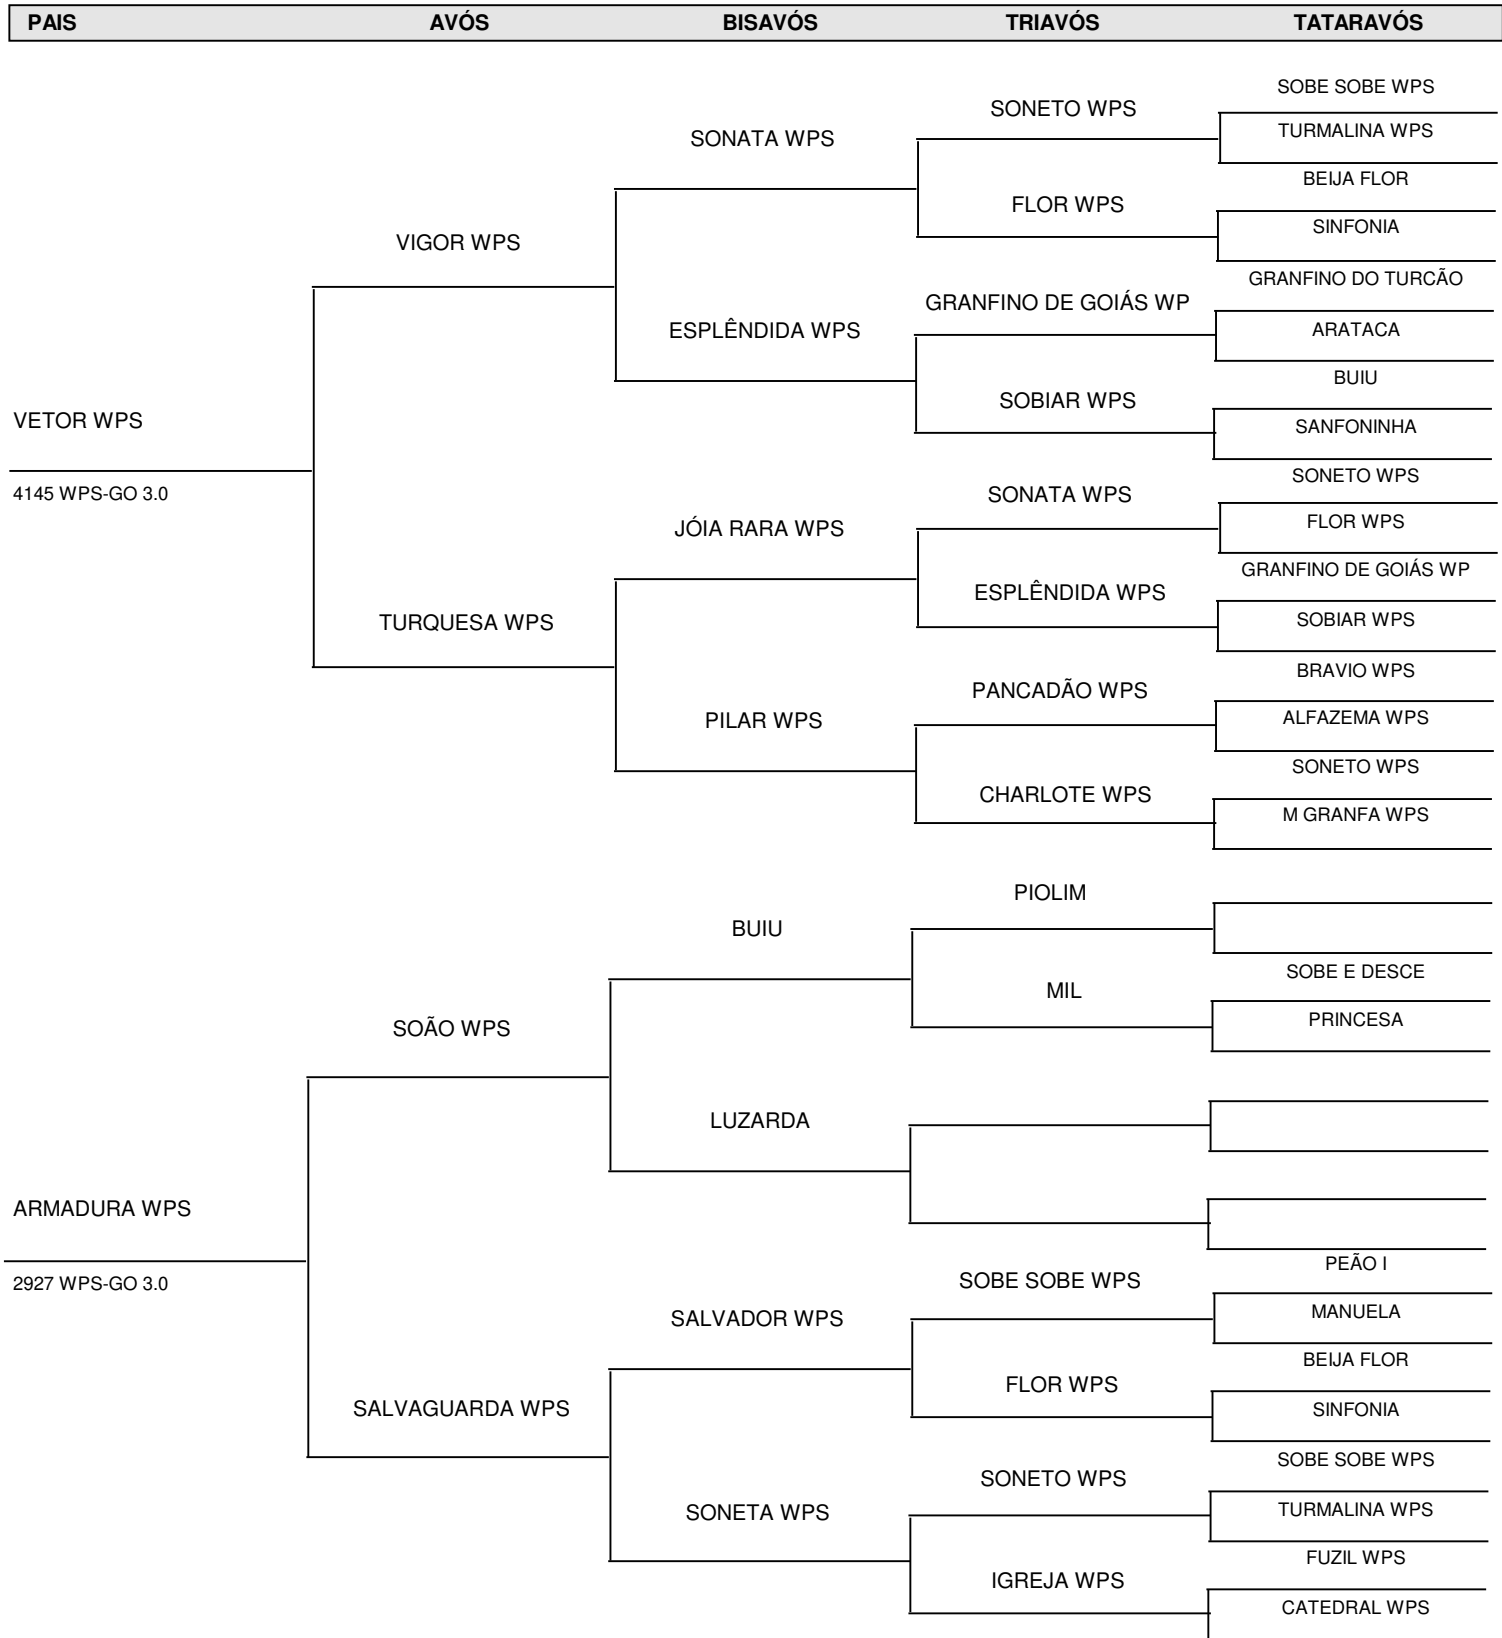 PAIS AVÓS BISAVÓS TRIAVÓS TATARAVÓS
SOBE SOBE WPS
SONETO WPS
TURMALINA WPS
SONATA WPS
BEIJA FLOR
FLOR WPS
SINFONIA
VIGOR WPS
GRANFINO DO TURCÃO
GRANFINO DE GOIÁS WP
ARATACA
ESPLÊNDIDA WPS
BUIU
SOBIAR WPS
SANFONINHA
VETOR WPS
4145 WPS-GO 3.0
SONETO WPS
SONATA WPS
FLOR WPS
JÓIA RARA WPS
GRANFINO DE GOIÁS WP
ESPLÊNDIDA WPS
SOBIAR WPS
TURQUESA WPS
BRAVIO WPS
PANCADÃO WPS
ALFAZEMA WPS
PILAR WPS
SONETO WPS
CHARLOTE WPS
M GRANFA WPS
PIOLIM
BUIU
SOBE E DESCE
MIL
PRINCESA
SOÃO WPS
LUZARDA
ARMADURA WPS
2927 WPS-GO 3.0
PEÃO I
SOBE SOBE WPS
MANUELA
SALVADOR WPS
BEIJA FLOR
FLOR WPS
SINFONIA
SALVAGUARDA WPS
SOBE SOBE WPS
SONETO WPS
TURMALINA WPS
SONETA WPS
FUZIL WPS
IGREJA WPS
CATEDRAL WPS